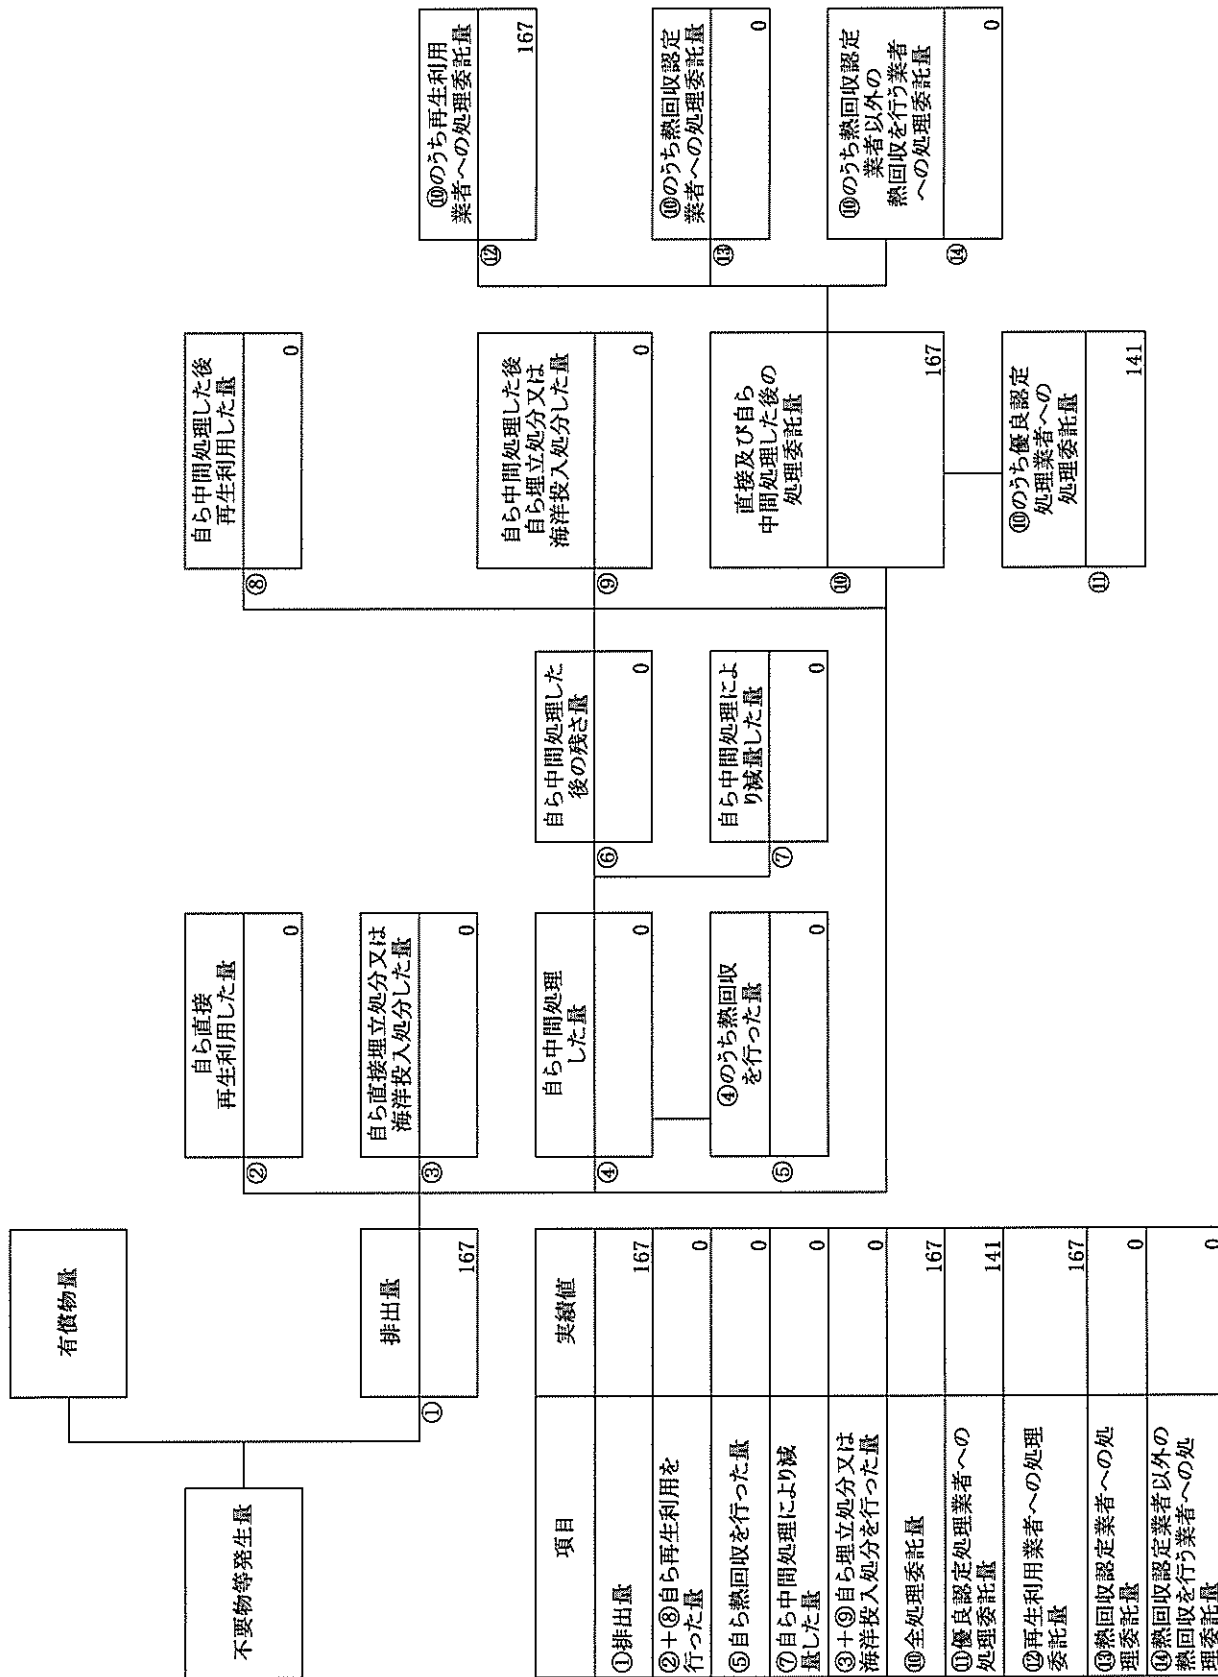 不要物等発生量
有償物量
排出量
①
167
自ら直接
再生利用した量
②
0
自ら直接埋立処分又は
海洋投入処分した量
③
0
自ら中間処理
した量
④
0
④のうち熱回収
を行った量
⑤
0
自ら中間処理した
後の残さ量
⑥
0
自ら中間処理によ
り減量した量
⑦
0
自ら中間処理した後
再生利用した量
⑧
0
自ら中間処理した後
自ら埋立処分又は
海洋投入処分した量
⑨
0
直接及び自ら
中間処理した後の
処理委託量
⑩
167
⑩のうち優良認定
処理業者への
処理委託量
⑪
141
⑩のうち再生利用
業者への処理委託量
⑫
167
⑩のうち熱回収認定
業者への処理委託量
⑬
0
⑩のうち熱回収認定
業者以外の
熱回収を行う業者
への処理委託量
⑭
0
項目
実績値
①排出量
167
②+⑧自ら再生利用を
行った量
0
⑤自ら熱回収を行った量
0
⑦自ら中間処理により減
量した量
0
③+⑨自ら埋立処分又は
海洋投入処分を行った量
0
⑩全処理委託量
167
⑪優良認定処理業者への
処理委託量
141
⑫再生利用業者への処理
委託量
167
⑬熱回収認定業者への処
理委託量
0
⑭熱回収認定業者以外の
熱回収を行う業者への処
理委託量
0